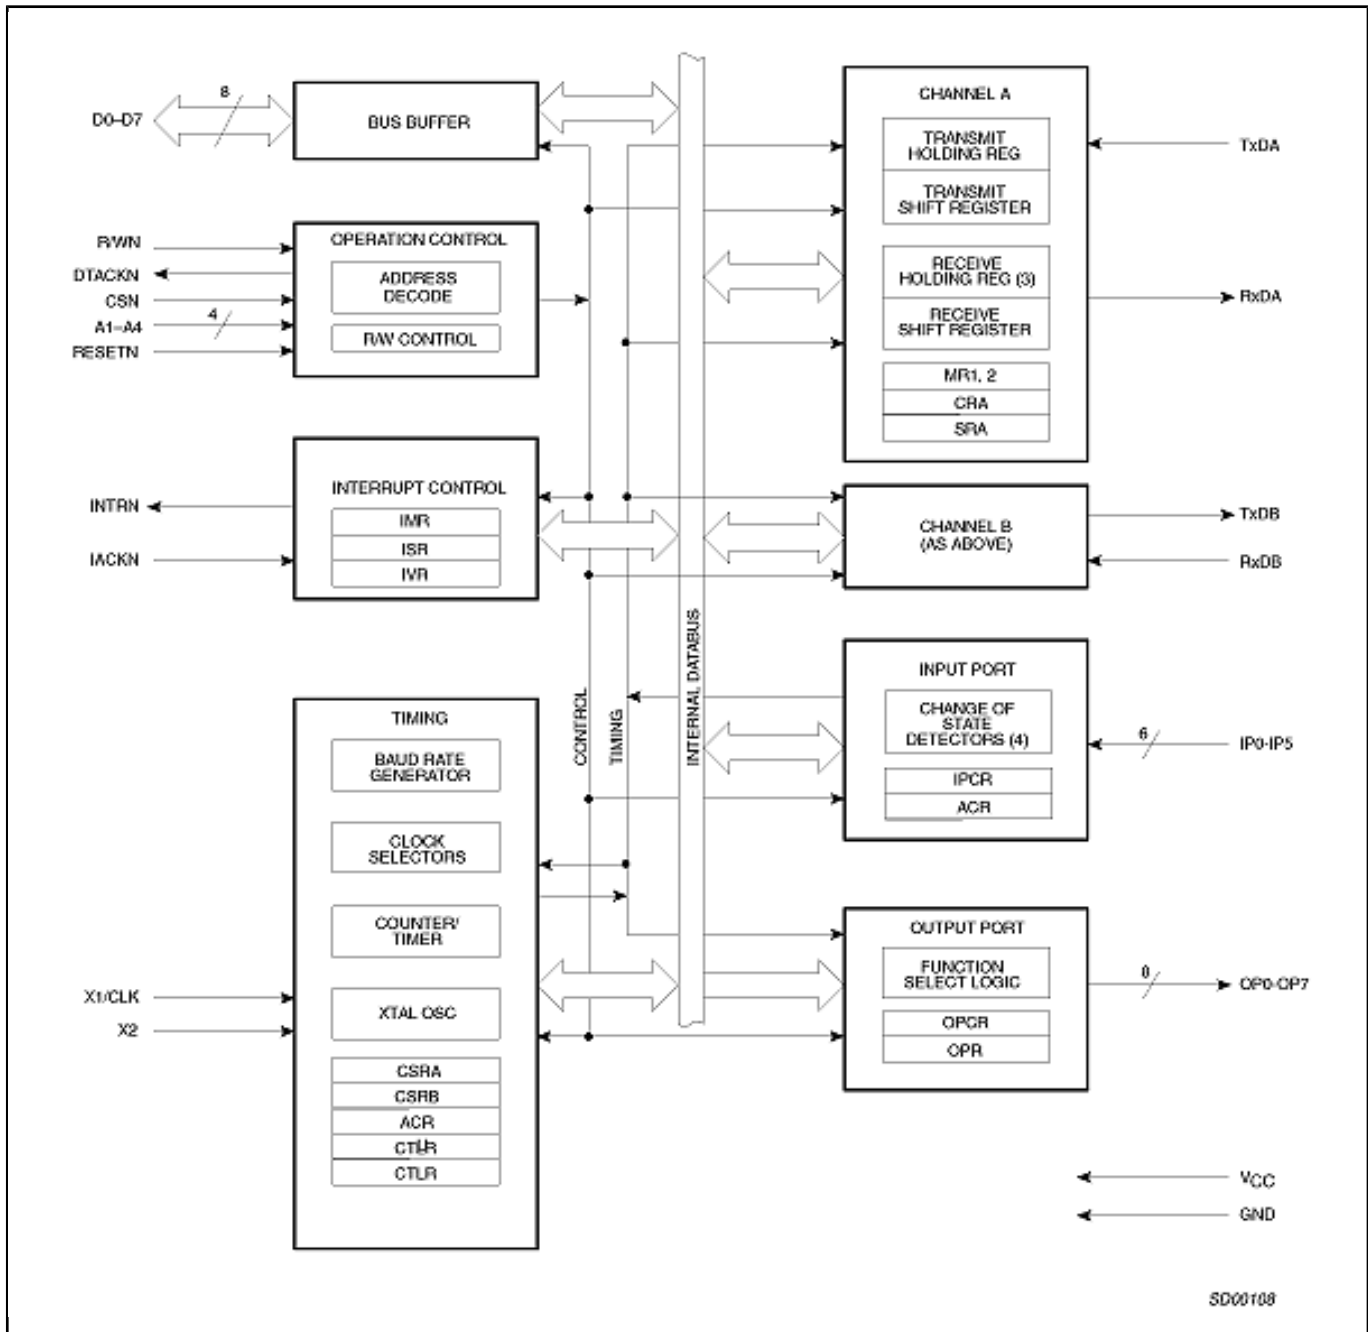 D0–D7
8
BUS BUFFER
R/WN
DTACKN
CSN
A1–A4
4
RESETN
OPERATION CONTROL
ADDRESS
DECODE
R/W CONTROL
INTRN
IACKN
INTERRUPT CONTROL
IMR
ISR
IVR
TIMING
BAUD RATE
GENERATOR
CLOCK
SELECTORS
COUNTER/
TIMER
X1/CLK
X2
XTAL OSC
CSRA
CSRB
ACR
CTLR
CONTROL
TIMING
INTERNAL DATABUS
CHANNEL A
TRANSMIT
HOLDING REG
TRANSMIT
SHIFT REGISTER
RECEIVE
HOLDING REG (3)
RECEIVE
SHIFT REGISTER
MR1, 2
CRA
SRA
TxDA
RxDA
CHANNEL B
(AS ABOVE)
TxDB
RxDB
INPUT PORT
CHANGE OF
STATE
DETECTORS (4)
IPCR
ACR
6
IP0-IP5
OUTPUT PORT
FUNCTION
SELECT LOGIC
OPCR
OPR
8
OP0-OP7
VCC
GND
SD00108